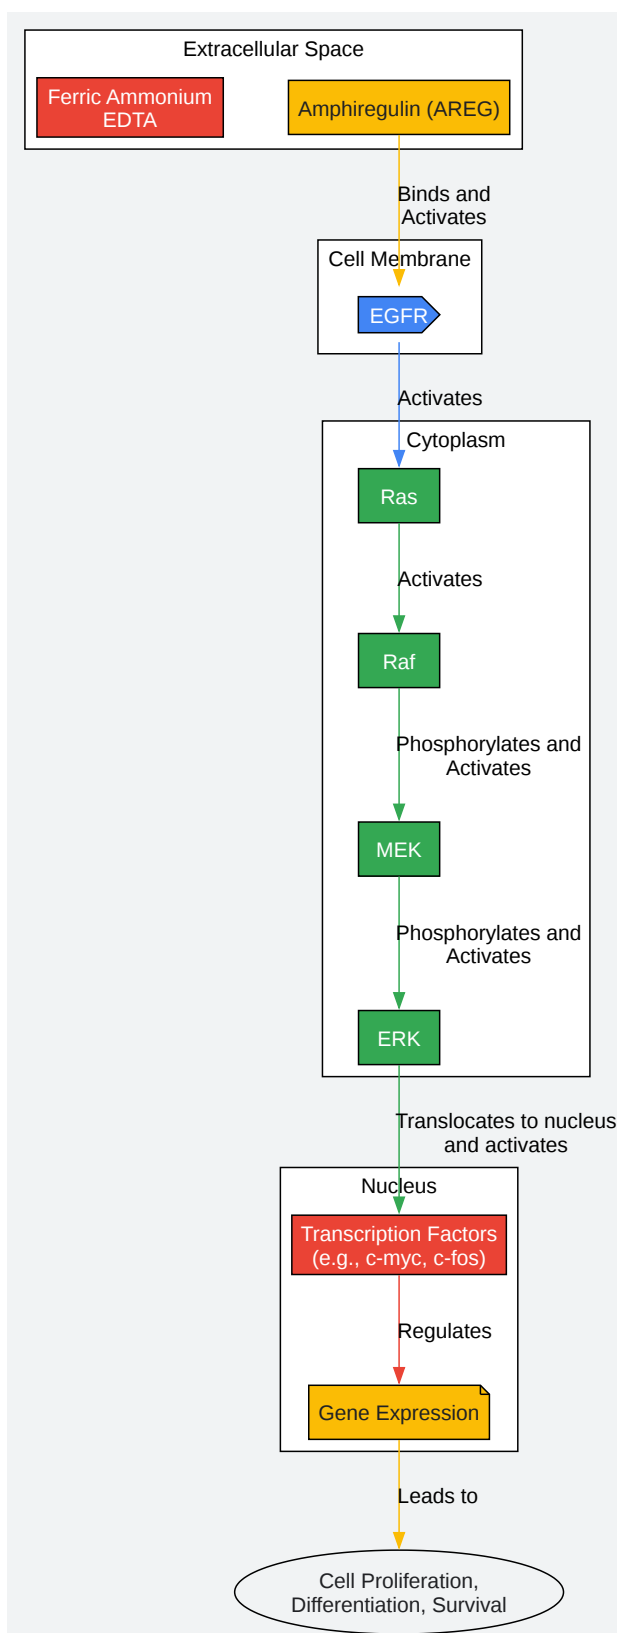 Extracellular Space
Ferric Ammonium
EDTA
Amphiregulin (AREG)
Binds and
Activates
Cell Membrane
EGFR
Activates
Cytoplasm
Ras
Activates
Raf
Phosphorylates and
Activates
MEK
Phosphorylates and
Activates
ERK
Translocates to nucleus
and activates
Nucleus
Transcription Factors
(e.g., c-myc, c-fos)
Regulates
Gene Expression
Leads to
Cell Proliferation,
Differentiation, Survival